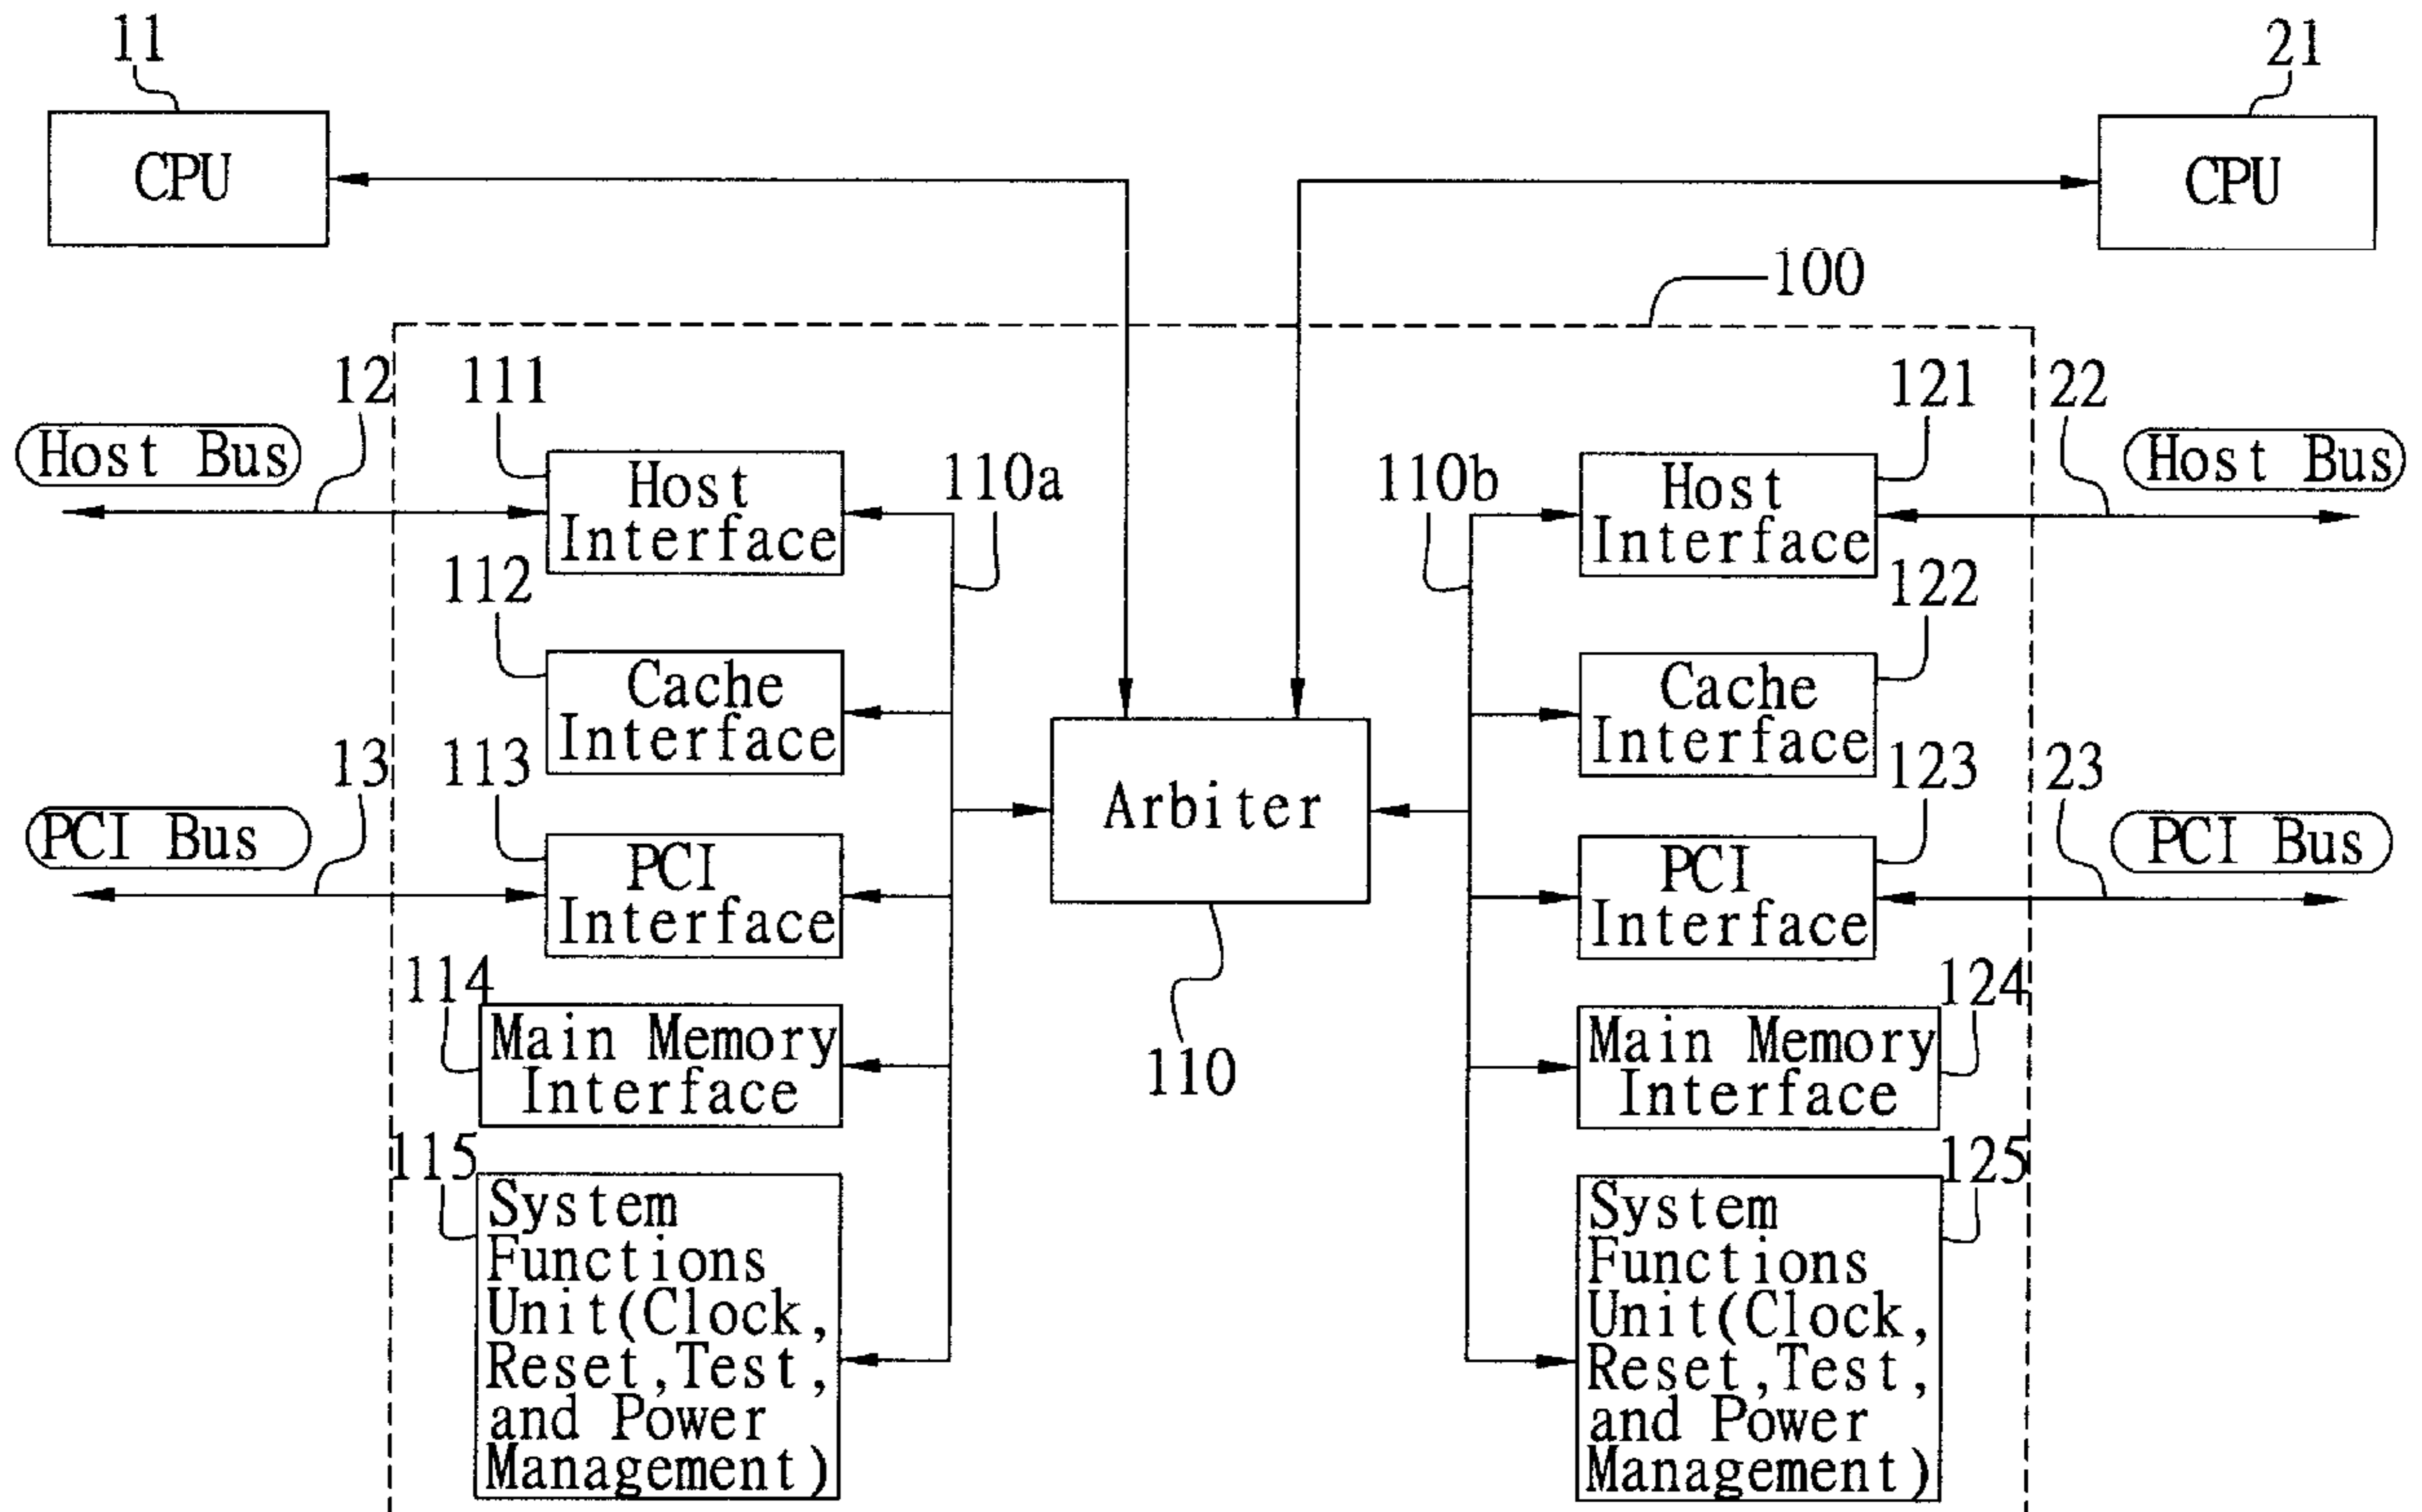 11
21
CPU
CPU
100
12
111
121
22
Host Bus
Host
Interface
110a
110b
Host
Interface
Host Bus
112
122
Cache
Interface
Cache
Interface
13
113
123
23
PCI Bus
PCI
Interface
Arbiter
PCI
Interface
PCI Bus
114
124
Main Memory
Interface
110
Main Memory
Interface
115
125
System
Functions
Unit(Clock,
Reset,Test,
and Power
Management)
System
Functions
Unit(Clock,
Reset,Test,
and Power
Management)